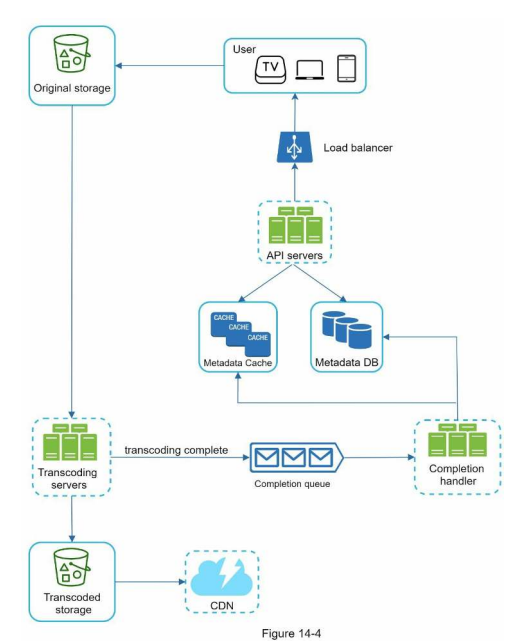 User
TV
Original storage
Load balancer
API servers
CACHE
CACHE
CACHE
Metadata Cache
Metadata DB
transcoding complete
Transcoding
servers
Completion queue
Completion
handler
Transcoded
storage
CDN
Figure 14-4